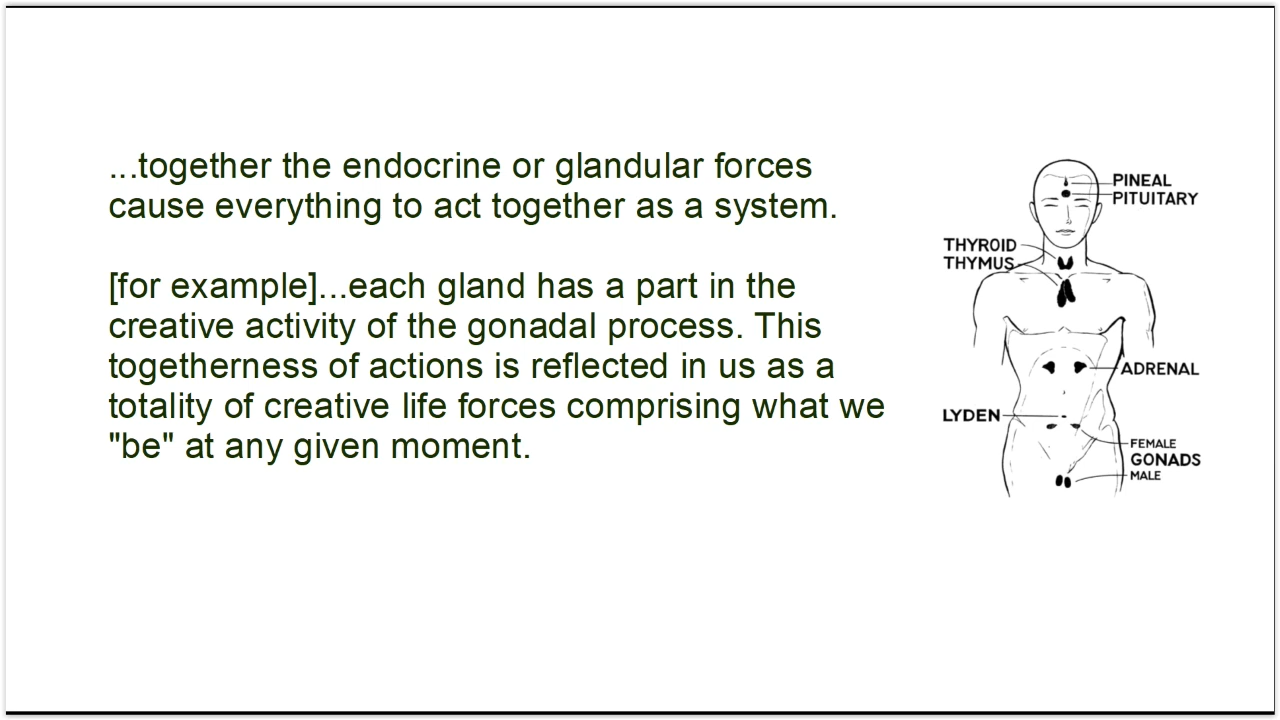 ...together the endocrine or glandular forces
cause everything to act together as a system.
[for example]...each gland has a part in the
creative activity of the gonadal process. This
togetherness of actions is reflected in us as a
totality of creative life forces comprising what we
"be" at any given moment.
PINEAL
PITUITARY
THYROID
THYMUS
ADRENAL
LYDEN
FEMALE
GONADS
MALE